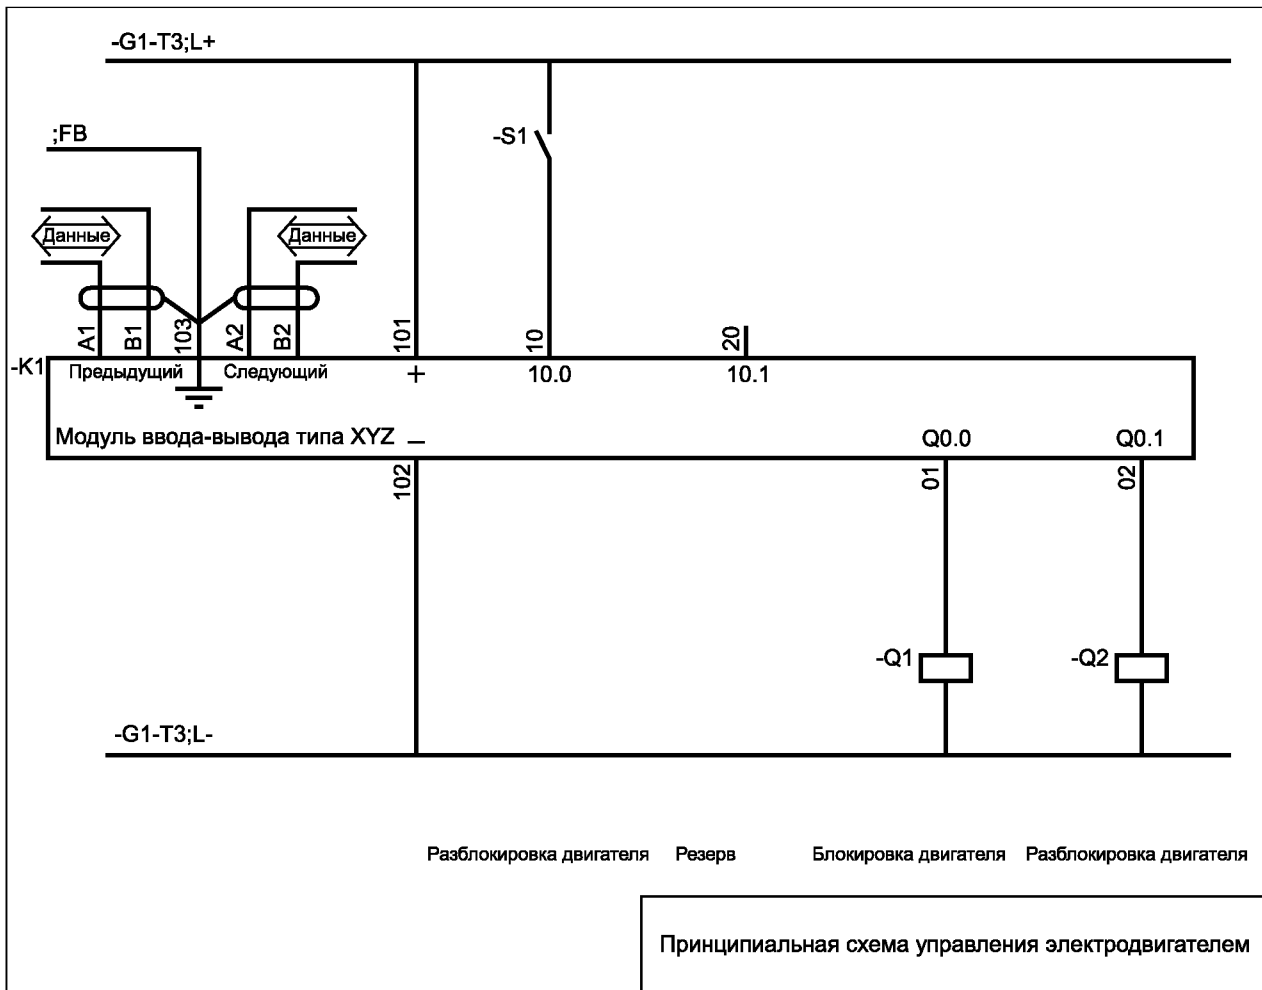 -G1-T3;L+
;FB
-S1
Данные
Данные
A1
B1
103
A2
B2
101
10
20
-K1
Предыдущий
Следующий
+
10.0
10.1
Модуль ввода-вывода типа XYZ
–
Q0.0
Q0.1
102
01
02
-Q1
-Q2
-G1-T3;L-
Разблокировка двигателя
Резерв
Блокировка двигателя
Разблокировка двигателя
Принципиальная схема управления электродвигателем